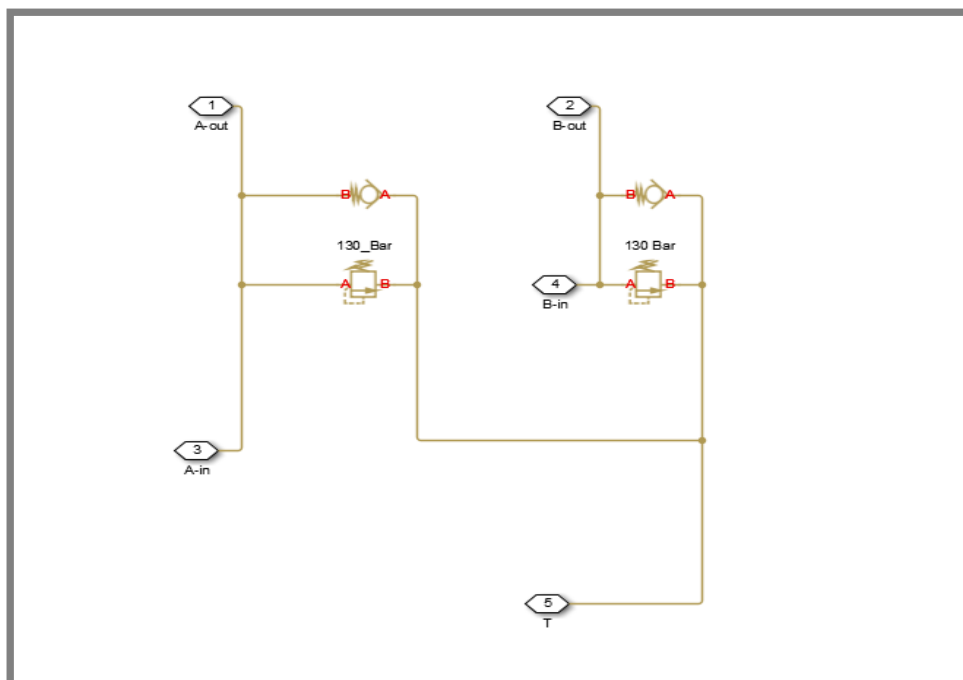 1
A-out
2
B-out
B A
B A
130_Bar
130 Bar
A B
4
B-in
A B
3
A-in
5
T